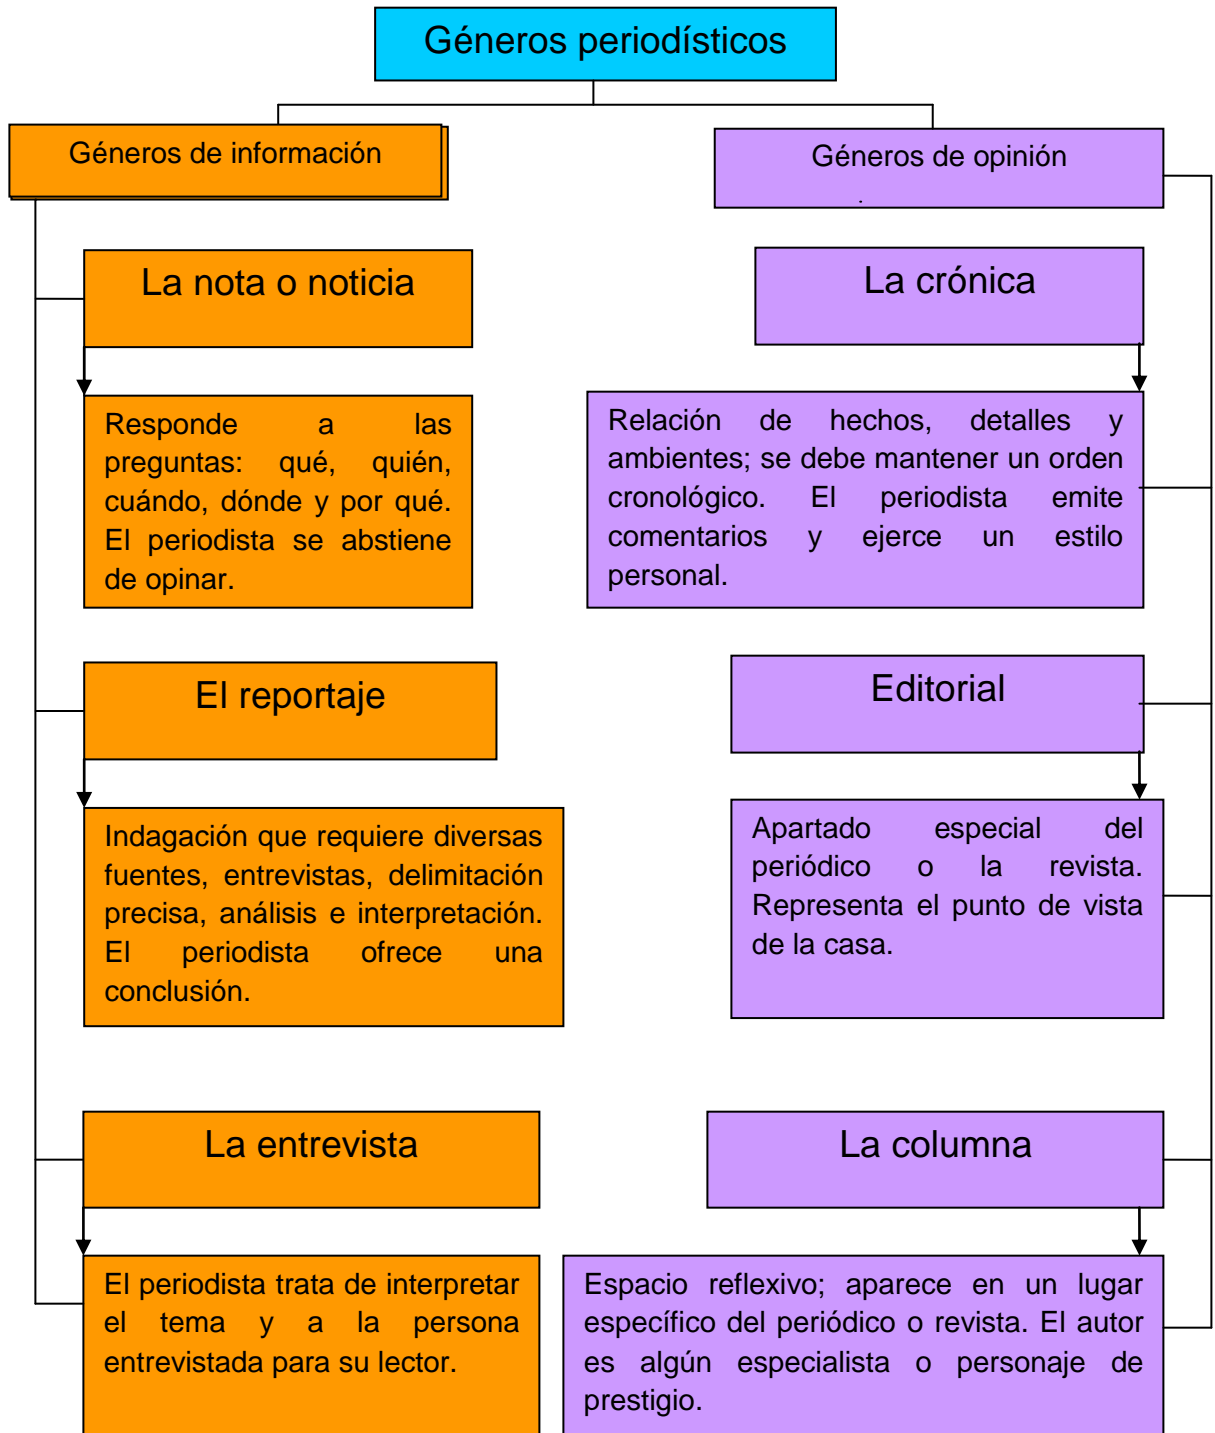 Géneros periodísticos
Géneros de información
Géneros de opinión
.
La nota o noticia
La crónica
Responde a las
preguntas: qué, quién,
cuándo, dónde y por qué.
El periodista se abstiene
de opinar.
Relación de hechos, detalles y
ambientes; se debe mantener un orden
cronológico. El periodista emite
comentarios y ejerce un estilo
personal.
El reportaje
Editorial
Indagación que requiere diversas
fuentes, entrevistas, delimitación
precisa, análisis e interpretación.
El periodista ofrece una
conclusión.
Apartado especial del
periódico o la revista.
Representa el punto de vista
de la casa.
La entrevista
La columna
El periodista trata de interpretar
el tema y a la persona
entrevistada para su lector.
Espacio reflexivo; aparece en un lugar
específico del periódico o revista. El autor
es algún especialista o personaje de
prestigio.